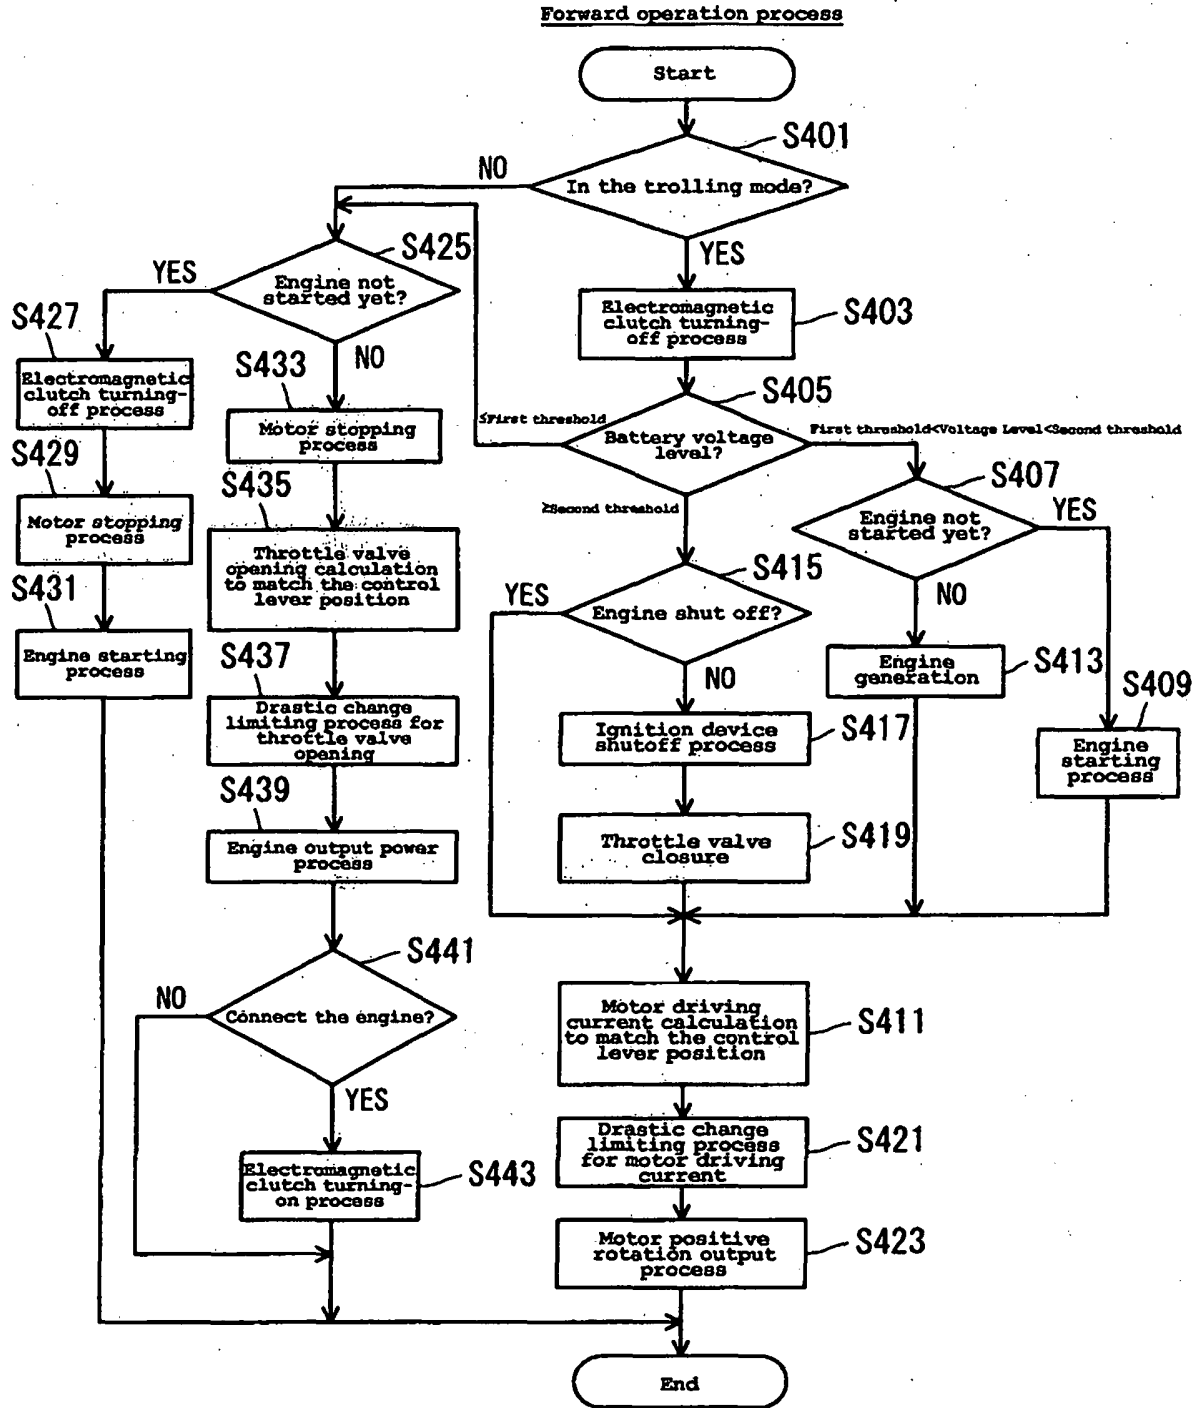 Forward operation process
Start
S401
In the trolling mode?
NO
YES
S425
Engine not
started yet?
YES
NO
S403
Electromagnetic
clutch turning-
off process
S427
Electromagnetic
clutch turning-
off process
S433
Motor stopping
process
S405
Battery voltage
level?
≤First threshold
First threshold<Voltage Level<Second threshold
≥Second threshold
S407
Engine not
started yet?
YES
NO
S429
Motor stopping
process
S435
Throttle valve
opening calculation
to match the control
lever position
S415
Engine shut off?
YES
NO
S431
Engine starting
process
S437
Drastic change
limiting process for
throttle valve
opening
S413
Engine
generation
S409
Engine
starting
process
S417
Ignition device
shutoff process
S439
Engine output power
process
S419
Throttle valve
closure
S441
Connect the engine?
NO
YES
S411
Motor driving
current calculation
to match the control
lever position
S443
Electromagnetic
clutch turning-
on process
S421
Drastic change
limiting process
for motor driving
current
S423
Motor positive
rotation output
process
End